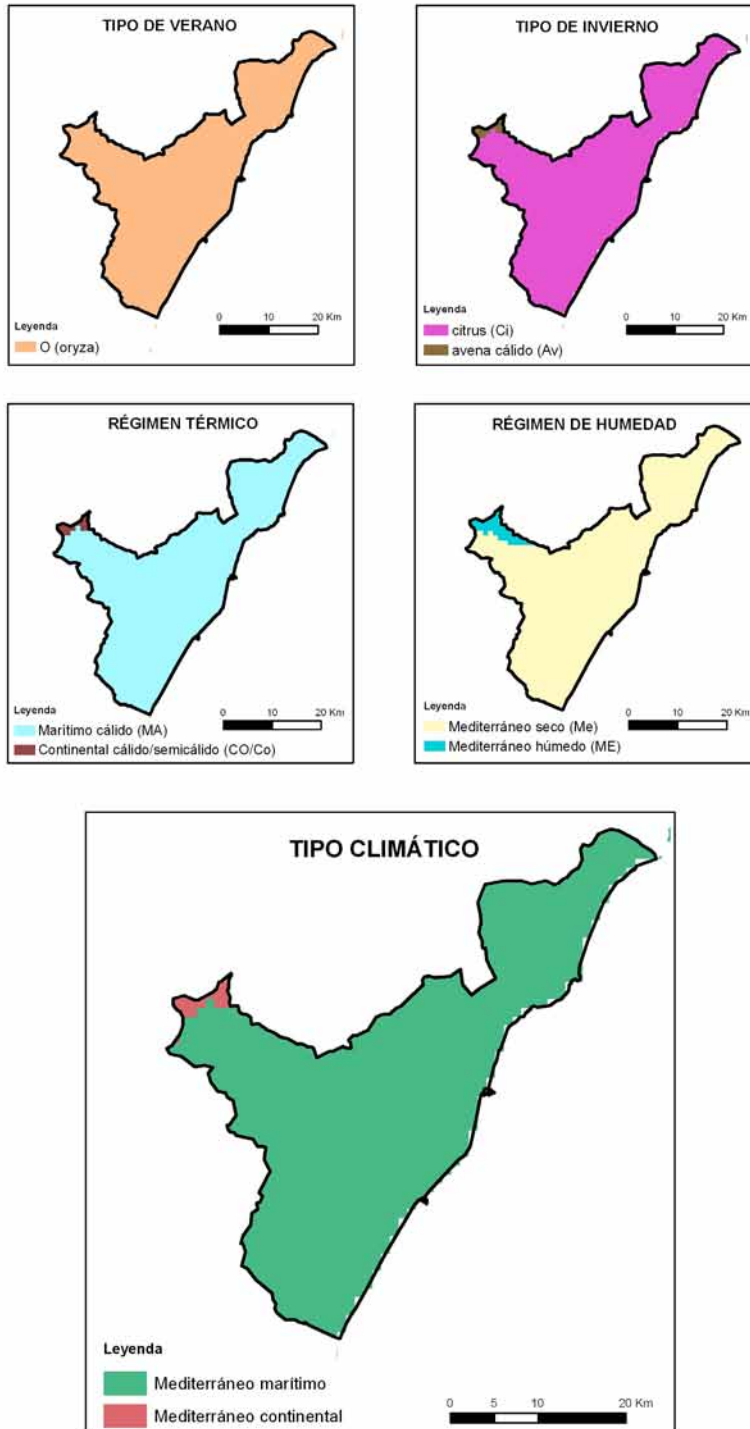 TIPO DE VERANO
Leyenda
O (oryza)
0 10 20 Km
TIPO DE INVIERNO
Leyenda
citrus (Ci)
avena cálido (Av)
0 10 20 Km
RÉGIMEN TÉRMICO
Leyenda
Marítimo cálido (MA)
Continental cálido/semicálido (CO/Co)
0 10 20 Km
RÉGIMEN DE HUMEDAD
Leyenda
Mediterráneo seco (Me)
Mediterráneo húmedo (ME)
0 10 20 Km
TIPO CLIMÁTICO
Leyenda
Mediterráneo marítimo
Mediterráneo continental
0 5 10 20 Km